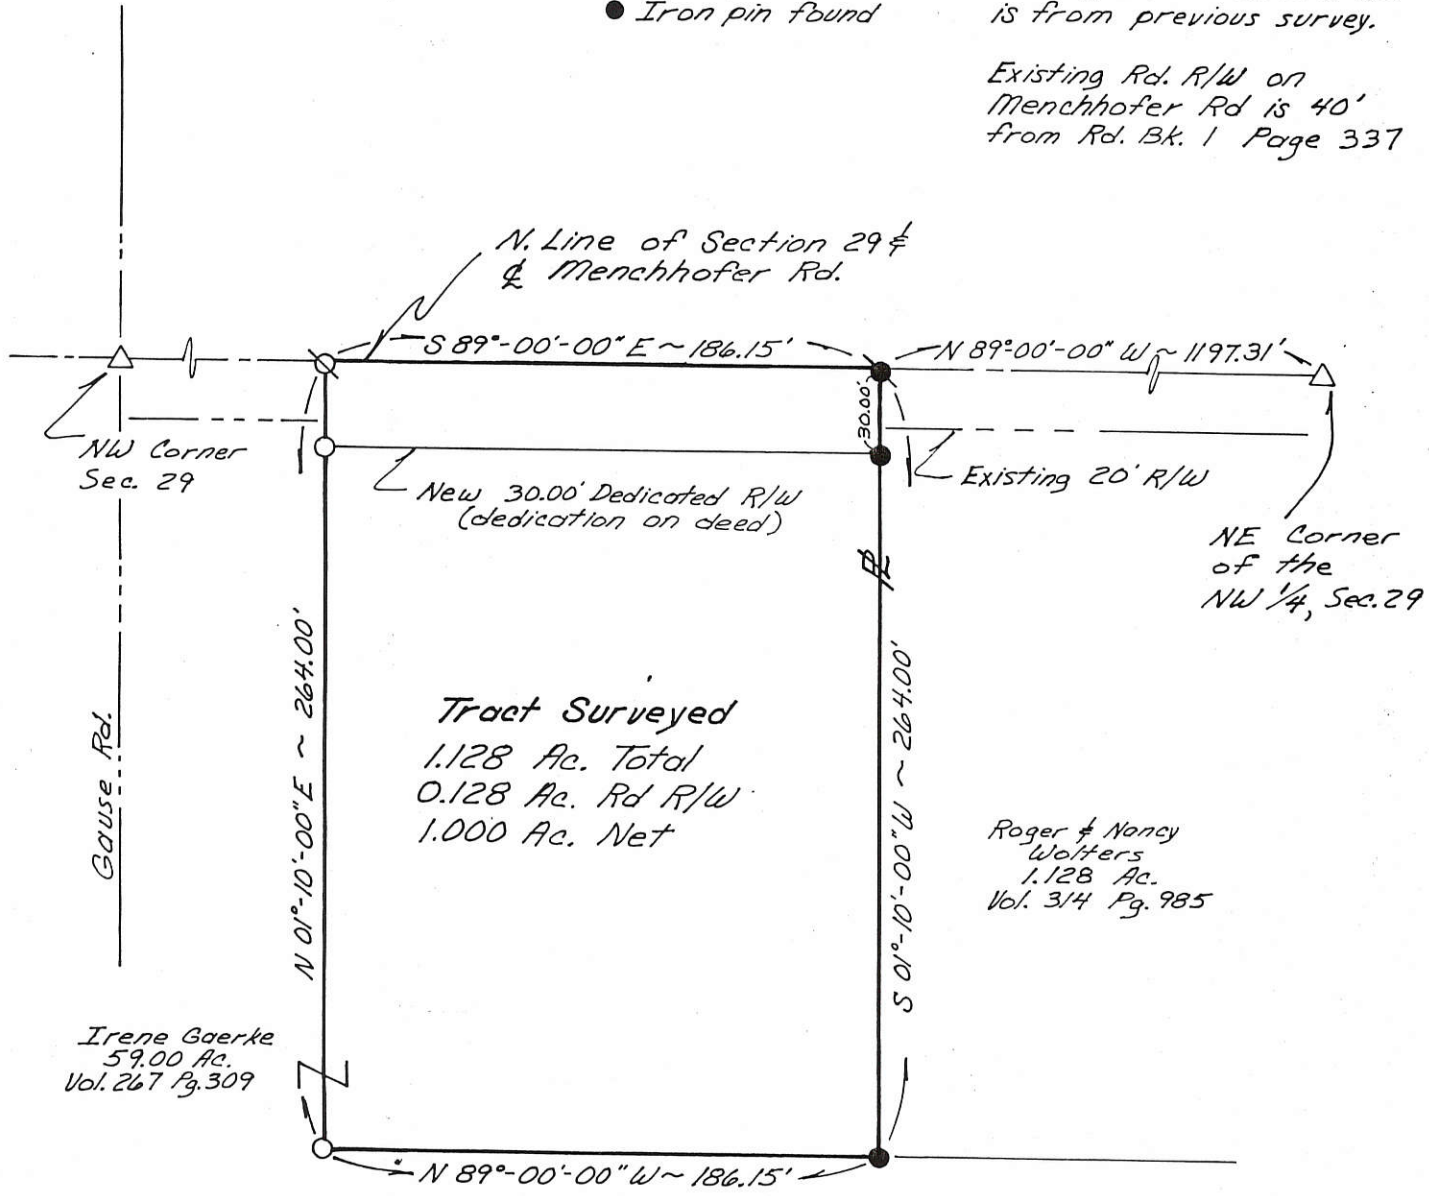 ● Iron pin found
is from previous survey.
Existing Rd. R/W on
Menchhofer Rd is 40'
from Rd. Bk. 1 Page 337
N. Line of Section 29 &
℄ Menchhofer Rd.
S 89°-00'-00" E ~ 186.15'
N 89°00'-00" W ~ 1197.31'
30.00'
NW Corner
Sec. 29
New 30.00' Dedicated R/W
(dedication on deed)
Existing 20' R/W
NE Corner
of the
NW 1/4, Sec. 29
PL
Gause Rd.
N 01°-10'-00" E ~ 264.00'
Tract Surveyed
1.128 Ac. Total
0.128 Ac. Rd R/W
1.000 Ac. Net
S 01°-10'-00" W ~ 264.00'
Roger & Nancy
Wolters
1.128 Ac.
Vol. 314 Pg. 985
Irene Gaerke
59.00 Ac.
Vol. 267 Pg. 309
N 89°-00'-00" W ~ 186.15'